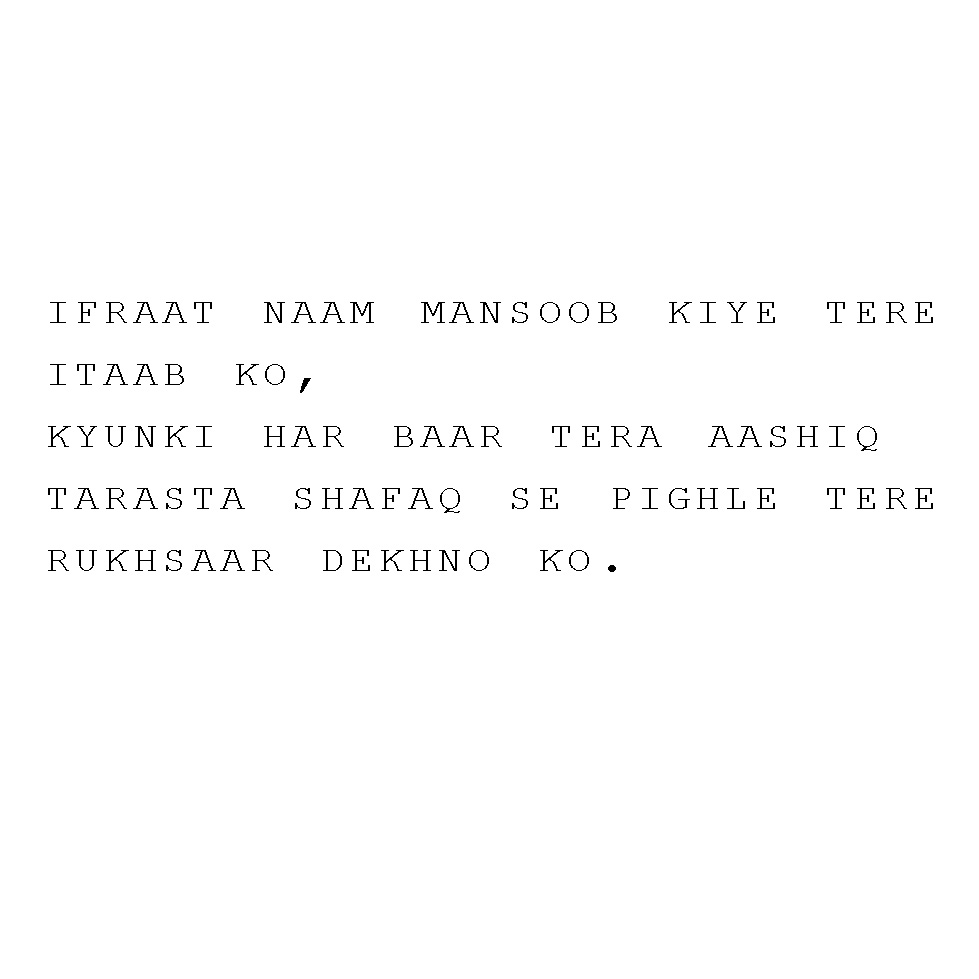 IFRAAT NAAM MANSOOB KIYE TERE
ITAAB KO,
KYUNKI HAR BAAR TERA AASHIQ
TARASTA SHAFAQ SE PIGHLE TERE
RUKHSAAR DEKHNO KO.